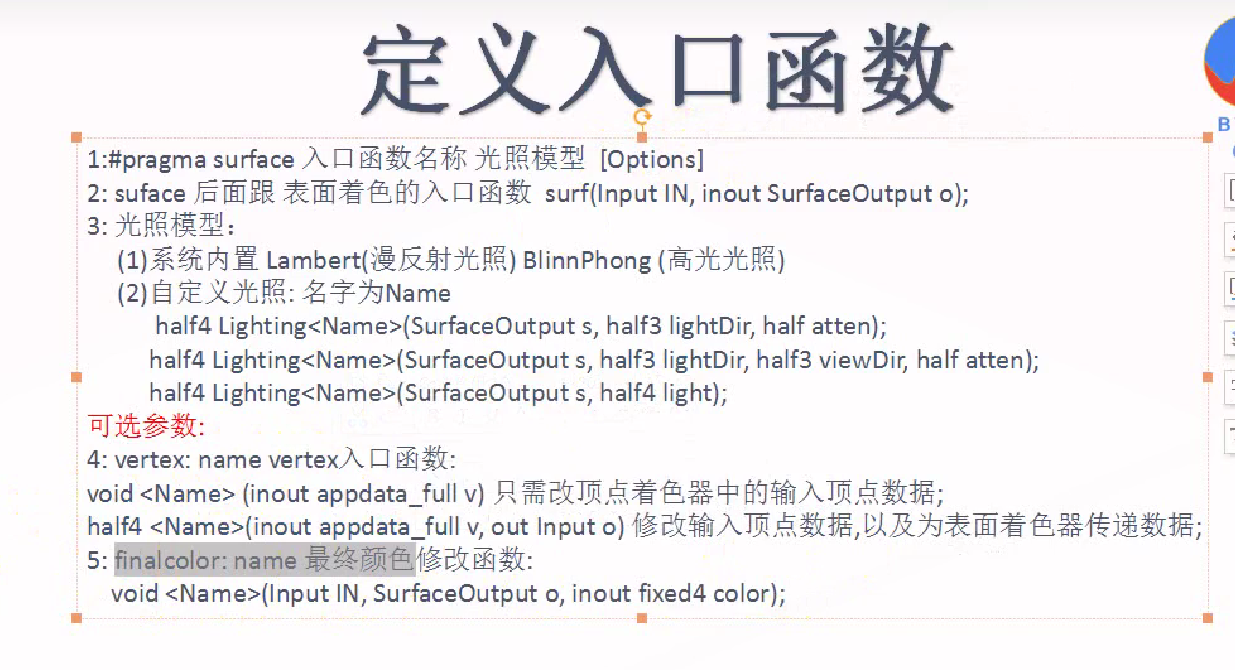 定义入口函数
1:#pragma surface 入口函数名称 光照模型 [Options]
2: suface 后面跟 表面着色的入口函数 surf(Input IN, inout SurfaceOutput o);
3: 光照模型：
(1)系统内置 Lambert(漫反射光照) BlinnPhong (高光光照)
(2)自定义光照: 名字为Name
half4 Lighting<Name>(SurfaceOutput s, half3 lightDir, half atten);
half4 Lighting<Name>(SurfaceOutput s, half3 lightDir, half3 viewDir, half atten);
half4 Lighting<Name>(SurfaceOutput s, half4 light);
可选参数:
4: vertex: name vertex入口函数:
void <Name> (inout appdata_full v) 只需改顶点着色器中的输入顶点数据;
half4 <Name>(inout appdata_full v, out Input o) 修改输入顶点数据,以及为表面着色器传递数据;
5: finalcolor: name 最终颜色修改函数:
void <Name>(Input IN, SurfaceOutput o, inout fixed4 color);
B